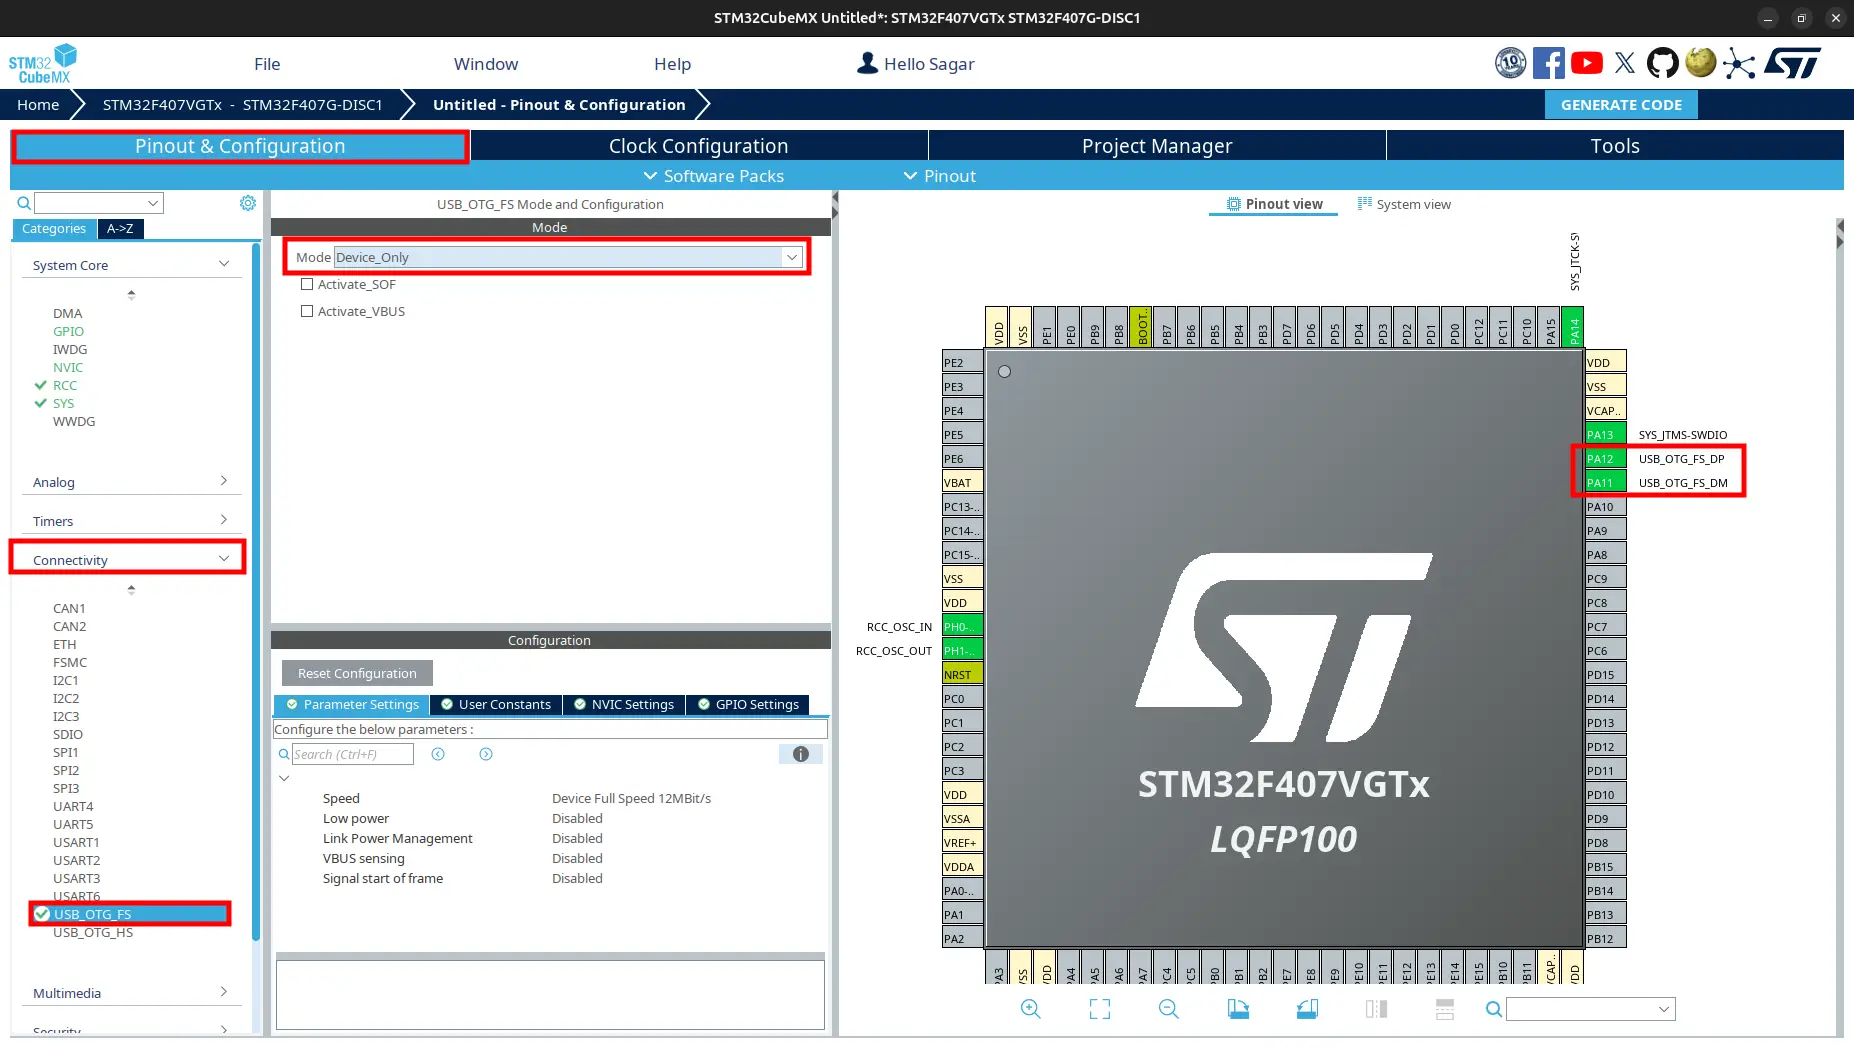 STM32CubeMX Untitled*: STM32F407VGTx STM32F407G-DISC1
STM32
CubeMX
File
Window
Help
Hello Sagar
10
Home
STM32F407VGTx - STM32F407G-DISC1
Untitled - Pinout & Configuration
GENERATE CODE
Pinout & Configuration
Clock Configuration
Project Manager
Tools
Software Packs
Pinout
Categories
A->Z
System Core
DMA
GPIO
IWDG
NVIC
RCC
SYS
WWDG
Analog
Timers
Connectivity
CAN1
CAN2
ETH
FSMC
I2C1
I2C2
I2C3
SDIO
SPI1
SPI2
SPI3
UART4
UART5
USART1
USART2
USART3
USART6
USB_OTG_FS
USB_OTG_HS
Multimedia
Security
USB_OTG_FS Mode and Configuration
Mode
Mode Device_Only
Activate_SOF
Activate_VBUS
Configuration
Reset Configuration
Parameter Settings
User Constants
NVIC Settings
GPIO Settings
Configure the below parameters :
Search (Ctrl+F)
Speed Device Full Speed 12MBit/s
Low power Disabled
Link Power Management Disabled
VBUS sensing Disabled
Signal start of frame Disabled
Pinout view
System view
SYS_JTCK-S
VDD
VSS
PE1
PE0
PB9
PB8
BOOT..
PB7
PB6
PB5
PB4
PB3
PD7
PD6
PD5
PD4
PD3
PD2
PD1
PD0
PC12
PC11
PC10
PA15
PA14
PE2
PE3
PE4
PE5
PE6
VBAT
PC13-..
PC14-..
PC15-..
VSS
VDD
RCC_OSC_IN PH0-..
RCC_OSC_OUT PH1-..
NRST
PC0
PC1
PC2
PC3
VDD
VSSA
VREF+
VDDA
PA0-..
PA1
PA2
STM32F407VGTx
LQFP100
VDD
VSS
VCAP..
PA13 SYS_JTMS-SWDIO
PA12 USB_OTG_FS_DP
PA11 USB_OTG_FS_DM
PA10
PA9
PA8
PC9
PC8
PC7
PC6
PD15
PD14
PD13
PD12
PD11
PD10
PD9
PD8
PB15
PB14
PB13
PB12
PA3
VSS
VDD
PA4
PA5
PA6
PA7
PC4
PC5
PB0
PB1
PB2
PE7
PE8
PE9
PE10
PE11
PE12
PE13
PE14
PE15
PB10
PB11
VCAP..
VDD